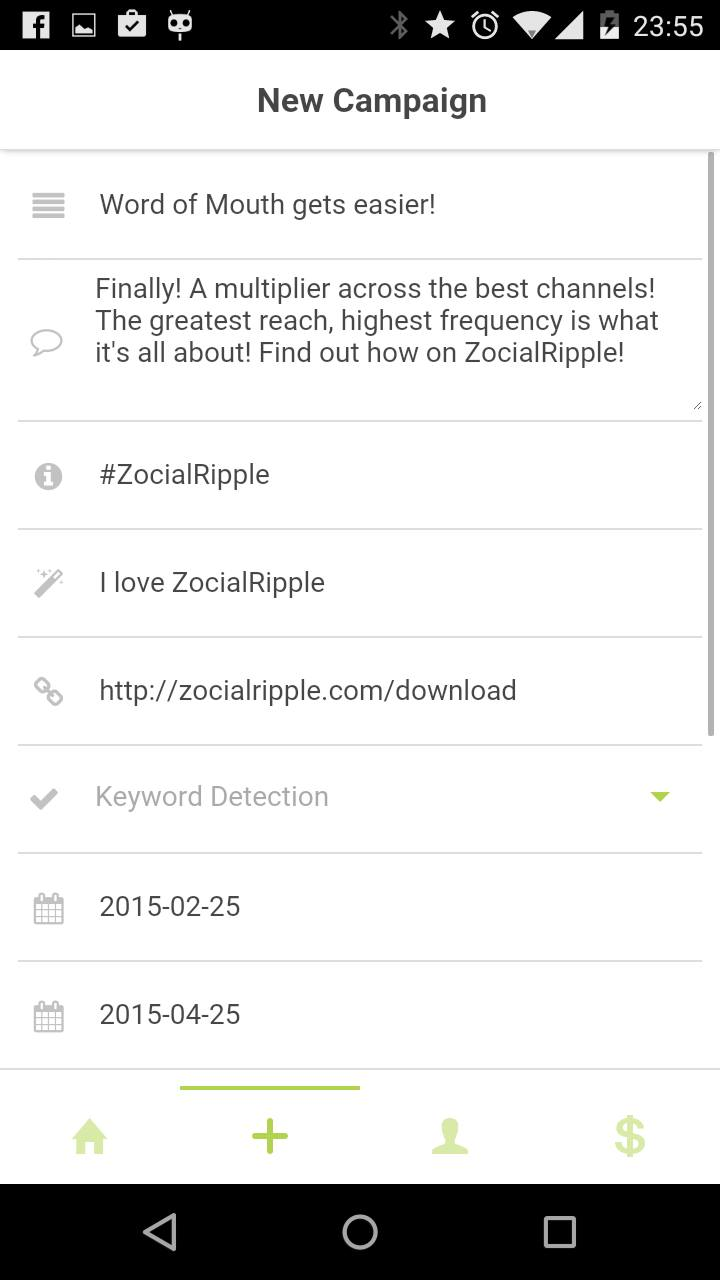 23:55
New Campaign
Word of Mouth gets easier!
Finally! A multiplier across the best channels!
The greatest reach, highest frequency is what
it's all about! Find out how on ZocialRipple!
#ZocialRipple
I love ZocialRipple
http://zocialripple.com/download
Keyword Detection
2015-02-25
2015-04-25